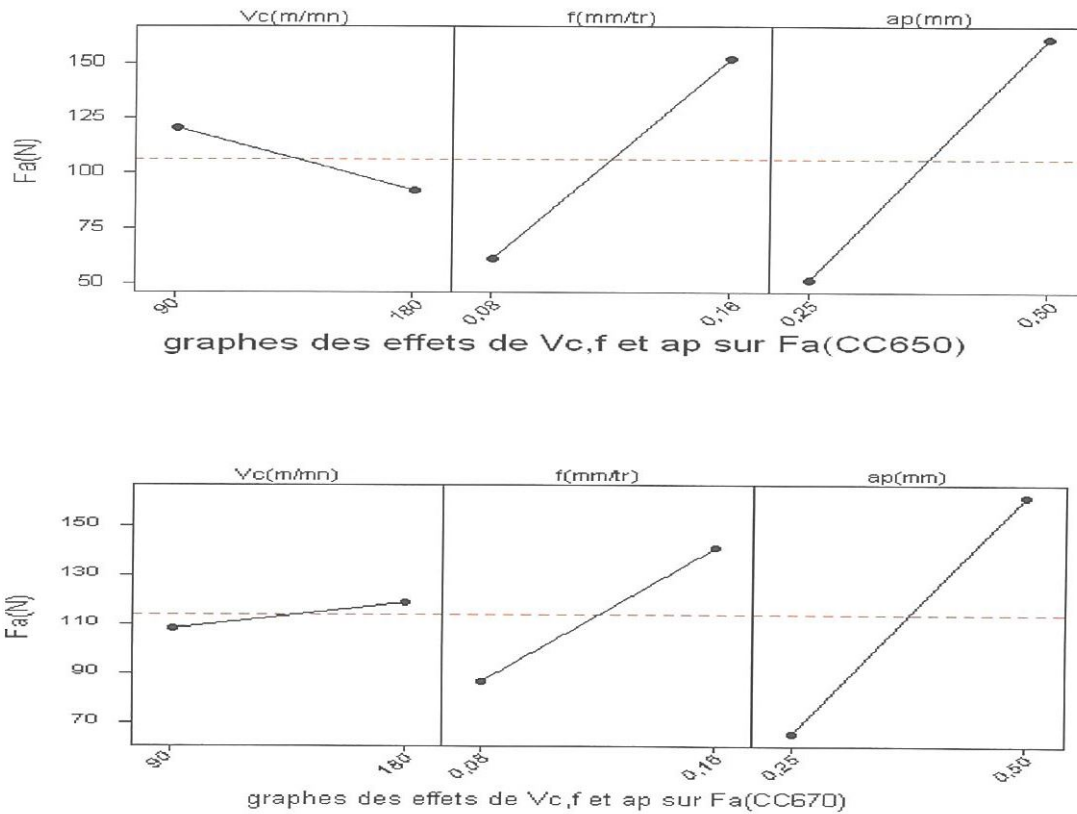 Vc(m/mn) f(mm/tr) ap(mm)
Fa(N)
150
125
100
75
50
90 180 0,08 0,16 0,25 0,50
graphes des effets de Vc,f et ap sur Fa(CC650)
Vc(m/mn) f(mm/tr) ap(mm)
Fa(N)
150
130
110
90
70
90 180 0,08 0,16 0,25 0,50
graphes des effets de Vc,f et ap sur Fa(CC670)